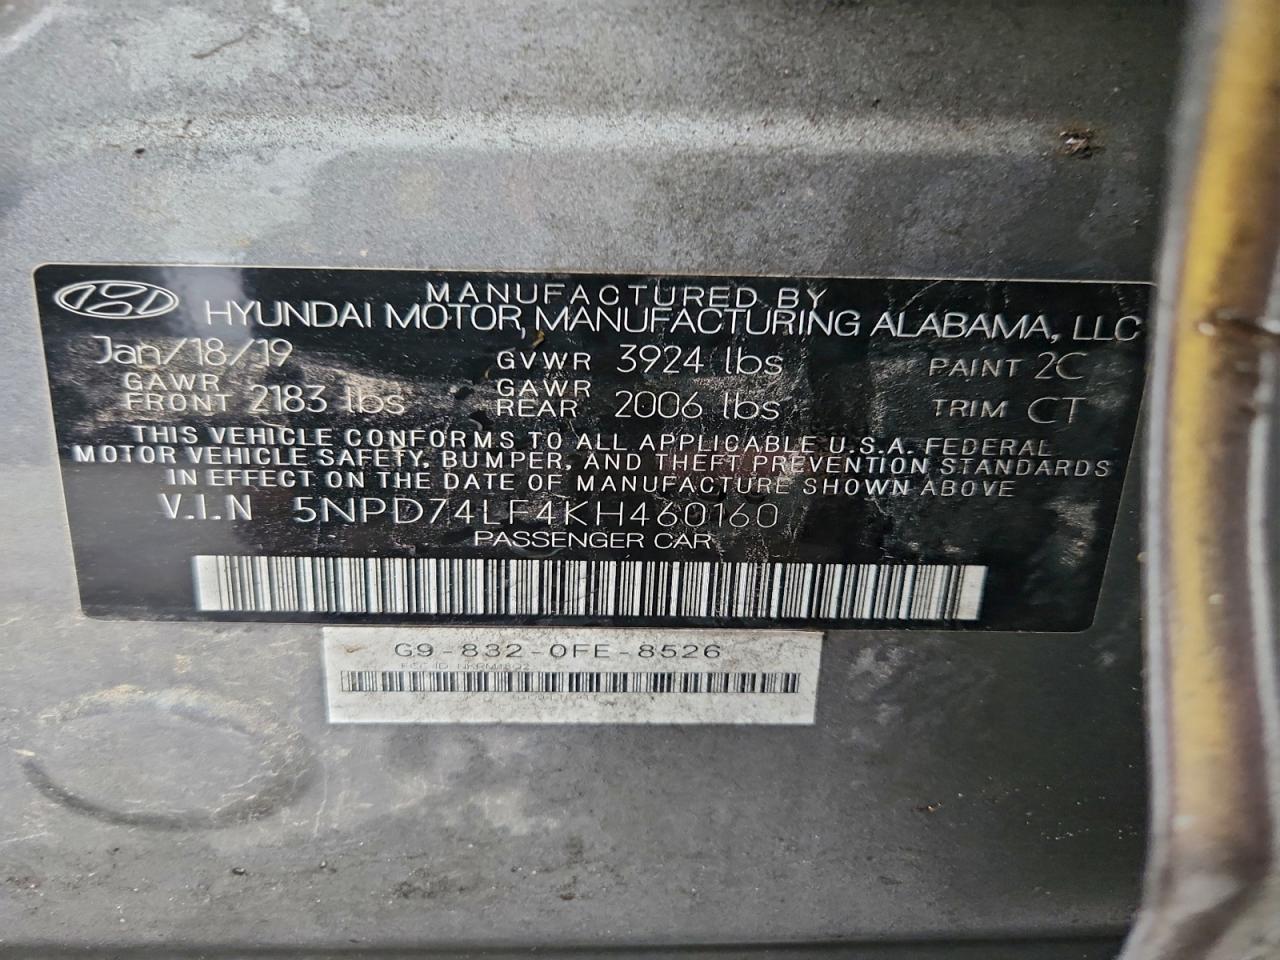 MANUFACTURED BY
HYUNDAI MOTOR MANUFACTURING ALABAMA, LLC
Jan/18/19 GVWR 3924 lbs PAINT 2C
GAWR FRONT 2183 lbs GAWR REAR 2006 lbs TRIM CT
THIS VEHICLE CONFORMS TO ALL APPLICABLE U.S.A. FEDERAL
MOTOR VEHICLE SAFETY, BUMPER, AND THEFT PREVENTION STANDARDS
IN EFFECT ON THE DATE OF MANUFACTURE SHOWN ABOVE
V.I.N 5NPD74LF4KH460160
PASSENGER CAR
G9-832-0FE-8526
FCC ID